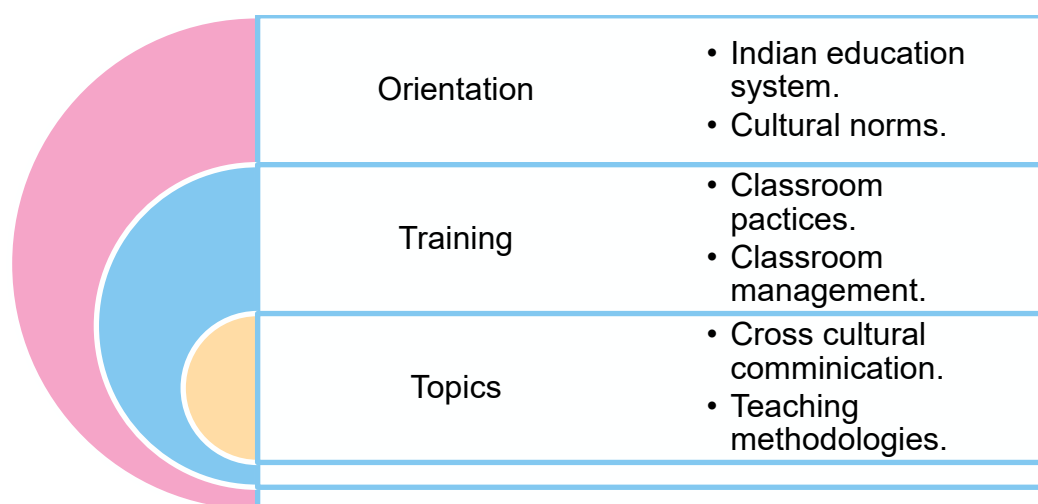 Orientation
• Indian education
system.
• Cultural norms.
Training
• Classroom
pactices.
• Classroom
management.
Topics
• Cross cultural
comminication.
• Teaching
methodologies.